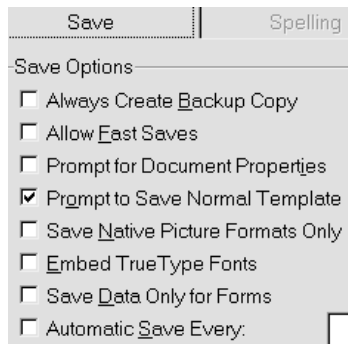 Save Spelling
Save Options
Always Create Backup Copy
Allow Fast Saves
Prompt for Document Properties
Prompt to Save Normal Template
Save Native Picture Formats Only
Embed TrueType Fonts
Save Data Only for Forms
Automatic Save Every: